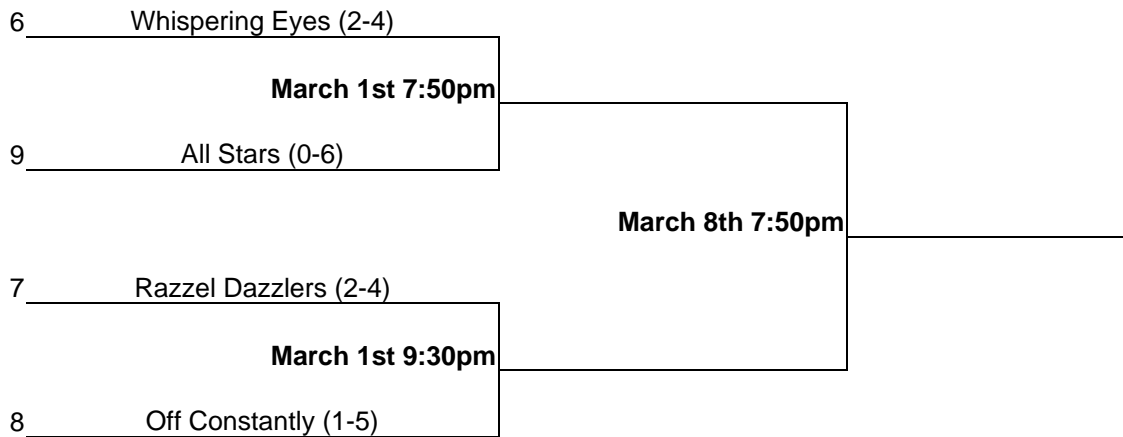 6 Whispering Eyes (2-4)
March 1st 7:50pm
9 All Stars (0-6)
March 8th 7:50pm
7 Razzel Dazzlers (2-4)
March 1st 9:30pm
8 Off Constantly (1-5)